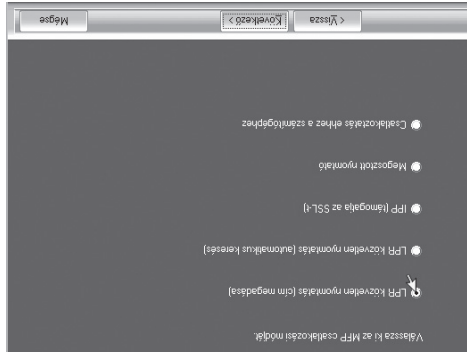 Válassza ki az MFP csatlakozási módját.
LPR közvetlen nyomtatás (cím megadása)
LPR közvetlen nyomtatás (automatikus keresés)
IPP (támogatja az SSL-t)
Megosztott nyomtató
Csatlakoztatás ehhez a számítógéphez
< Vissza
Következő >
Mégse